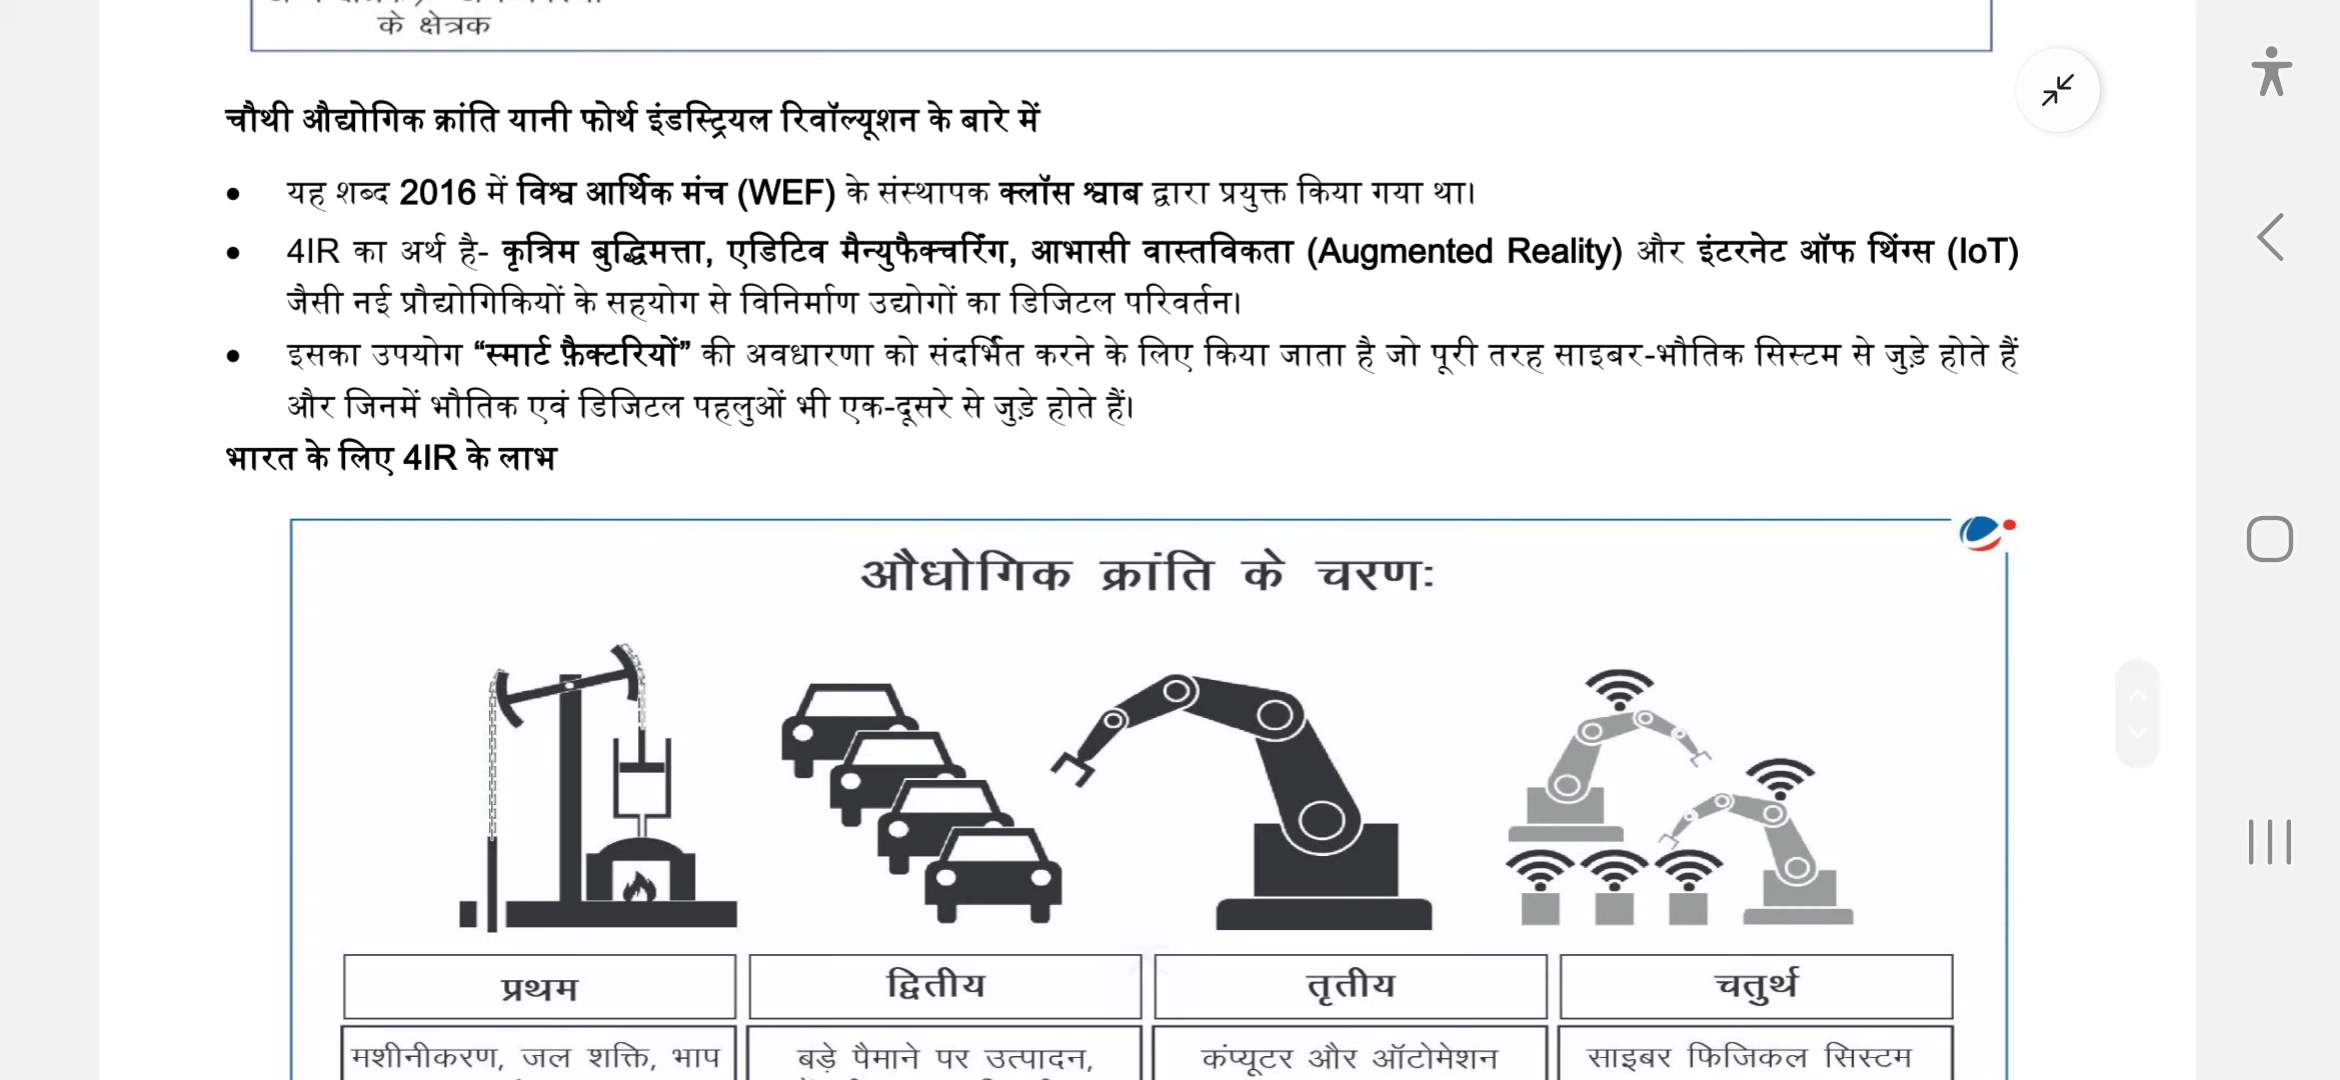 के क्षेत्रक
चौथी औद्योगिक क्रांति यानी फोर्थ इंडस्ट्रियल रिवॉल्यूशन के बारे में
• यह शब्द 2016 में विश्व आर्थिक मंच (WEF) के संस्थापक क्लॉस श्वाब द्वारा प्रयुक्त किया गया था।
• 4IR का अर्थ है- कृत्रिम बुद्धिमत्ता, एडिटिव मैन्युफैक्चरिंग, आभासी वास्तविकता (Augmented Reality) और इंटरनेट ऑफ थिंग्स (IoT)
जैसी नई प्रौद्योगिकियों के सहयोग से विनिर्माण उद्योगों का डिजिटल परिवर्तन।
• इसका उपयोग “स्मार्ट फ़ैक्टरियों” की अवधारणा को संदर्भित करने के लिए किया जाता है जो पूरी तरह साइबर-भौतिक सिस्टम से जुड़े होते हैं
और जिनमें भौतिक एवं डिजिटल पहलुओं भी एक-दूसरे से जुड़े होते हैं।
भारत के लिए 4IR के लाभ
औधोगिक क्रांति के चरणः
प्रथम
द्वितीय
तृतीय
चतुर्थ
मशीनीकरण, जल शक्ति, भाप
बड़े पैमाने पर उत्पादन,
कंप्यूटर और ऑटोमेशन
साइबर फिजिकल सिस्टम